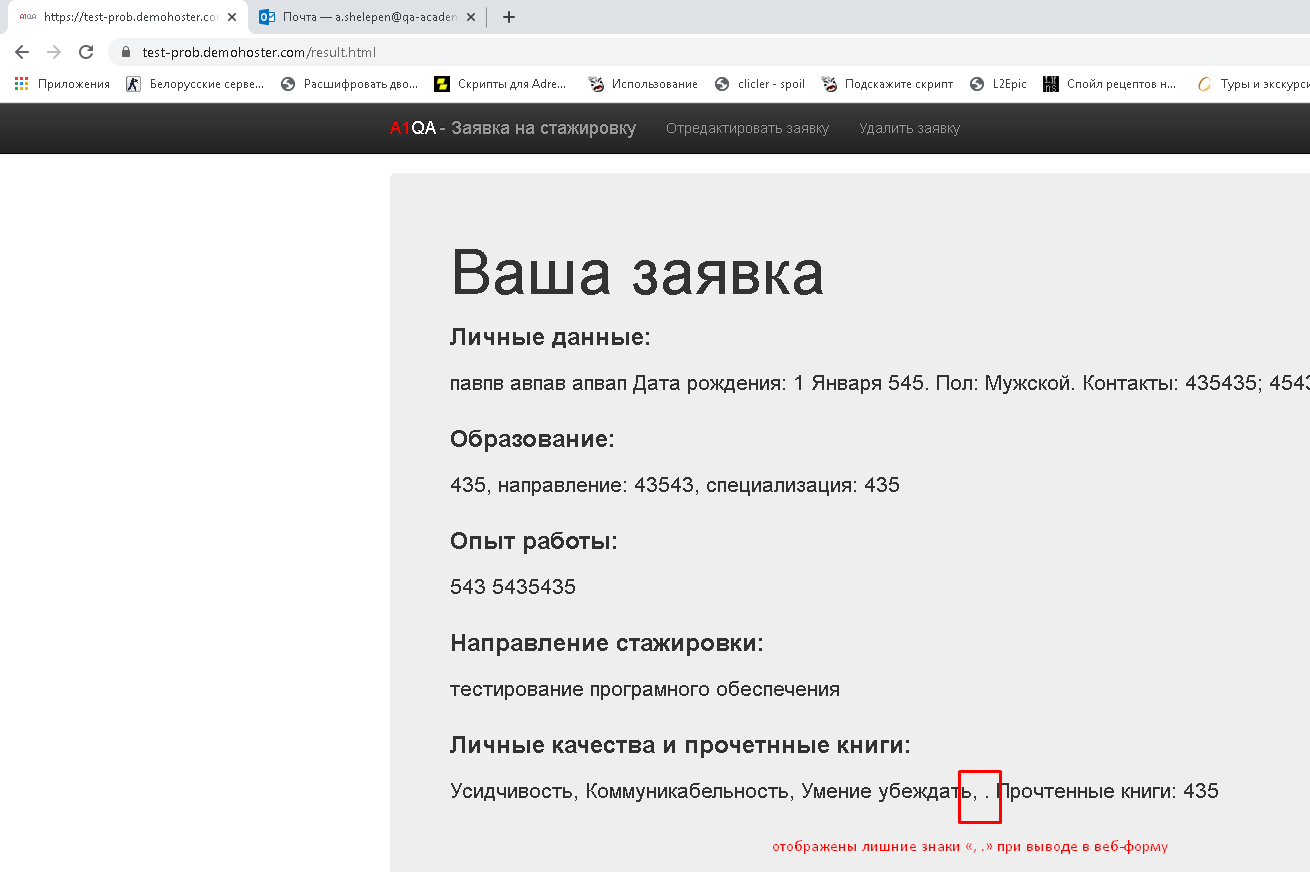 A1QA https://test-prob.demohoster.co Почта — a.shelepen@qa-academ
test-prob.demohoster.com/result.html
Приложения Белорусские серве... Расшифровать дво... Скрипты для Adre... Использование clicler - spoil Подскажите скрипт L2Epic Спойл рецептов н... Туры и экскурси
A1QA - Заявка на стажировку Отредактировать заявку Удалить заявку
Ваша заявка
Личные данные:
павпв авпав апвап Дата рождения: 1 Января 545. Пол: Мужской. Контакты: 435435; 4543
Образование:
435, направление: 43543, специализация: 435
Опыт работы:
543 5435435
Направление стажировки:
тестирование програмного обеспечения
Личные качества и прочетнные книги:
Усидчивость, Коммуникабельность, Умение убеждать, . Прочтенные книги: 435
отображены лишние знаки «, .» при выводе в веб-форму